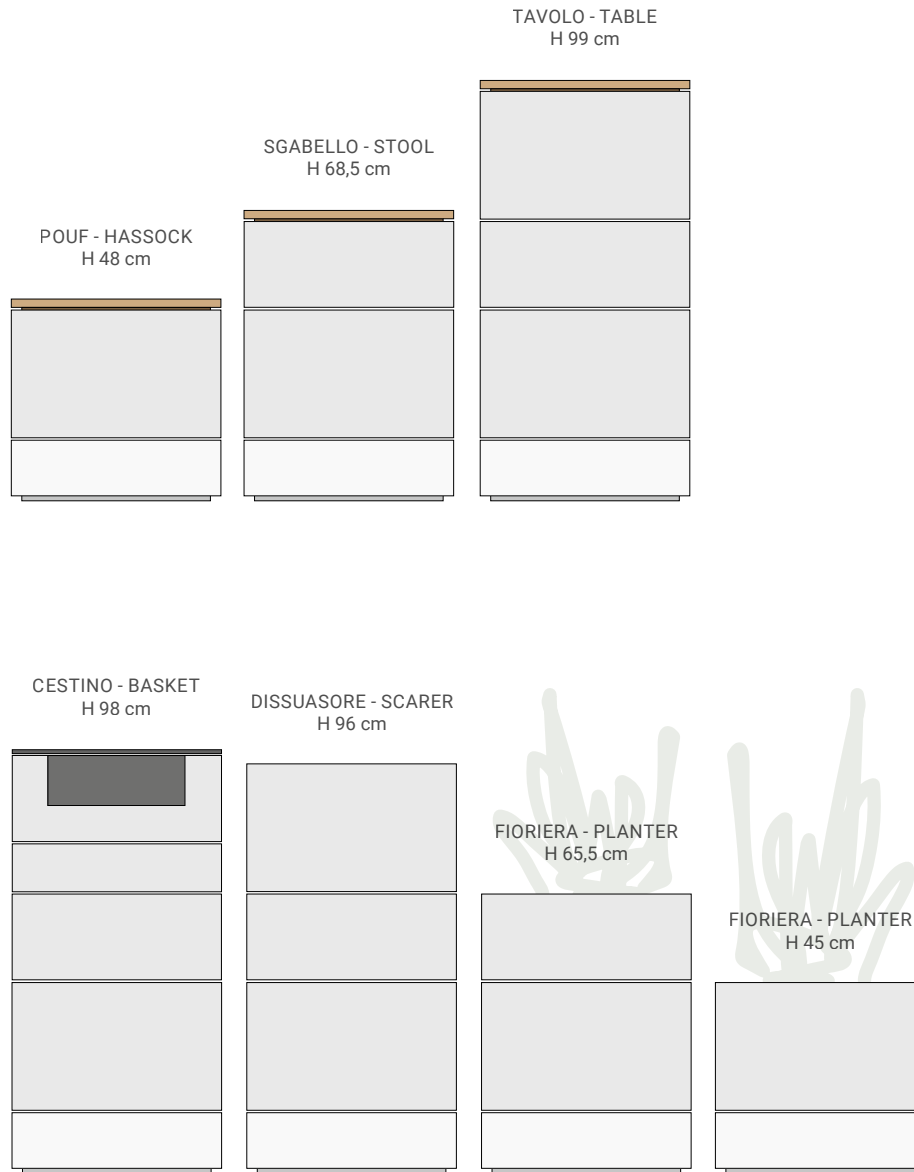 TAVOLO - TABLE
H 99 cm
SGABELLO - STOOL
H 68,5 cm
POUF - HASSOCK
H 48 cm
CESTINO - BASKET
H 98 cm
DISSUASORE - SCARER
H 96 cm
FIORIERA - PLANTER
H 65,5 cm
FIORIERA - PLANTER
H 45 cm